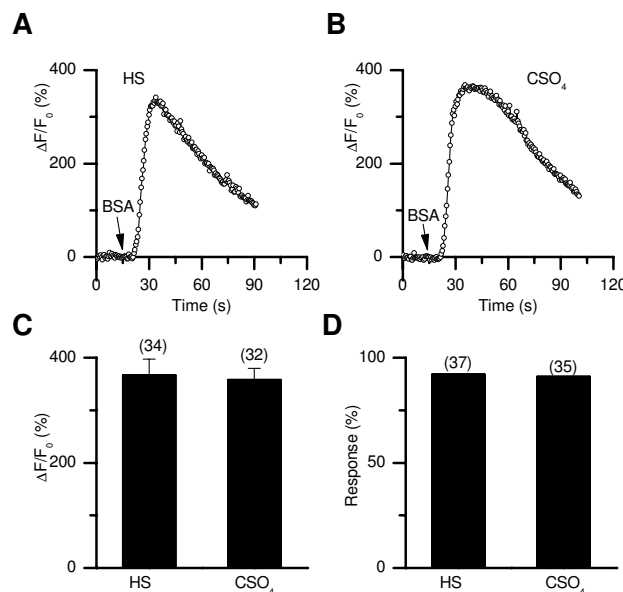 A
400
HS
ΔF/F₀ (%)
200
BSA
0
0 30 60 90 120
Time (s)
B
400
CSO₄
ΔF/F₀ (%)
200
BSA
0
0 30 60 90 120
Time (s)
C
400
(34)
(32)
ΔF/F₀ (%)
200
0
HS CSO₄
D
100
(37)
(35)
Response (%)
50
0
HS CSO₄